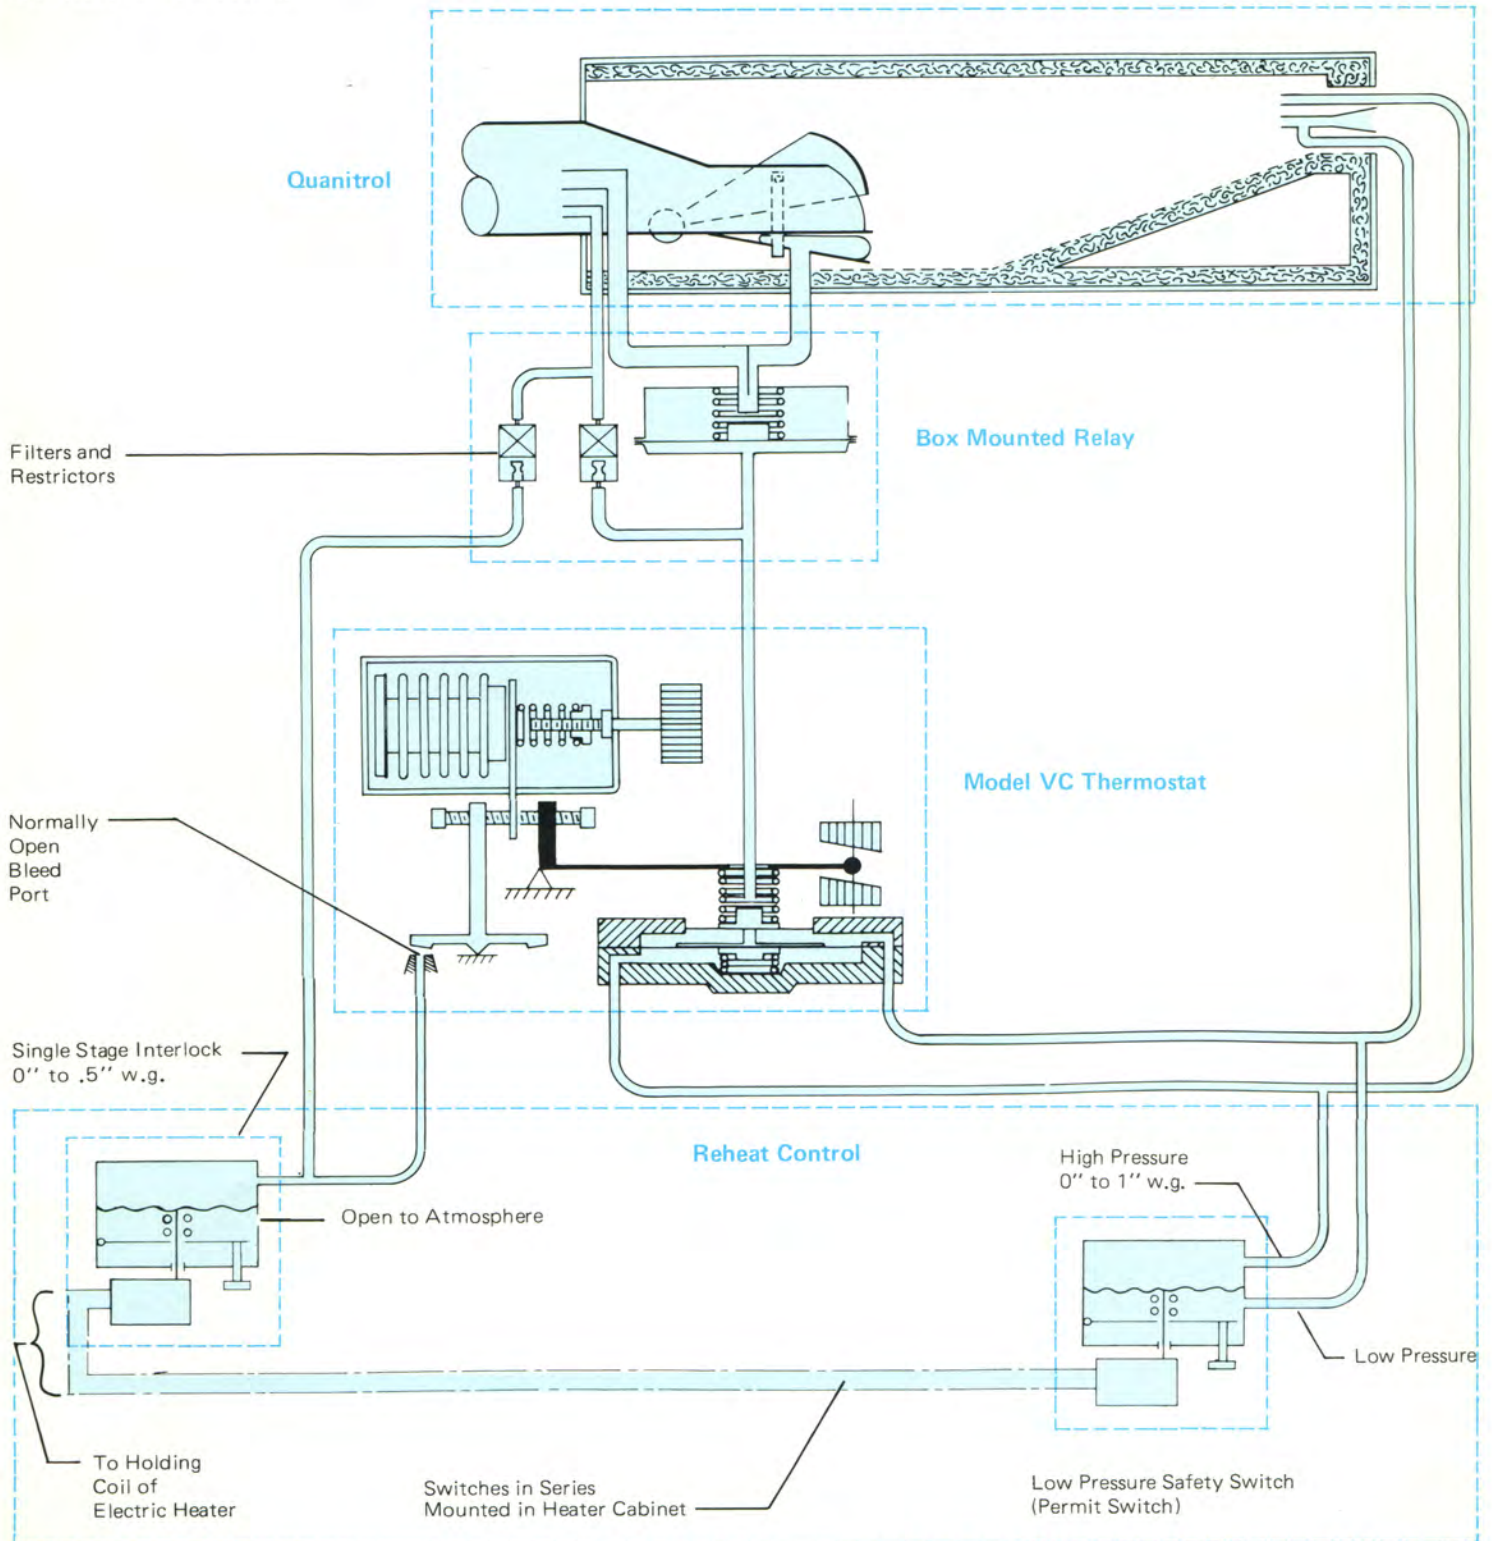 Quanitrol
Filters and
Restrictors
Box Mounted Relay
Model VC Thermostat
Normally
Open
Bleed
Port
Single Stage Interlock
0" to .5" w.g.
Reheat Control
High Pressure
0" to 1" w.g.
Open to Atmosphere
Low Pressure
To Holding
Coil of
Electric Heater
Switches in Series
Mounted in Heater Cabinet
Low Pressure Safety Switch
(Permit Switch)